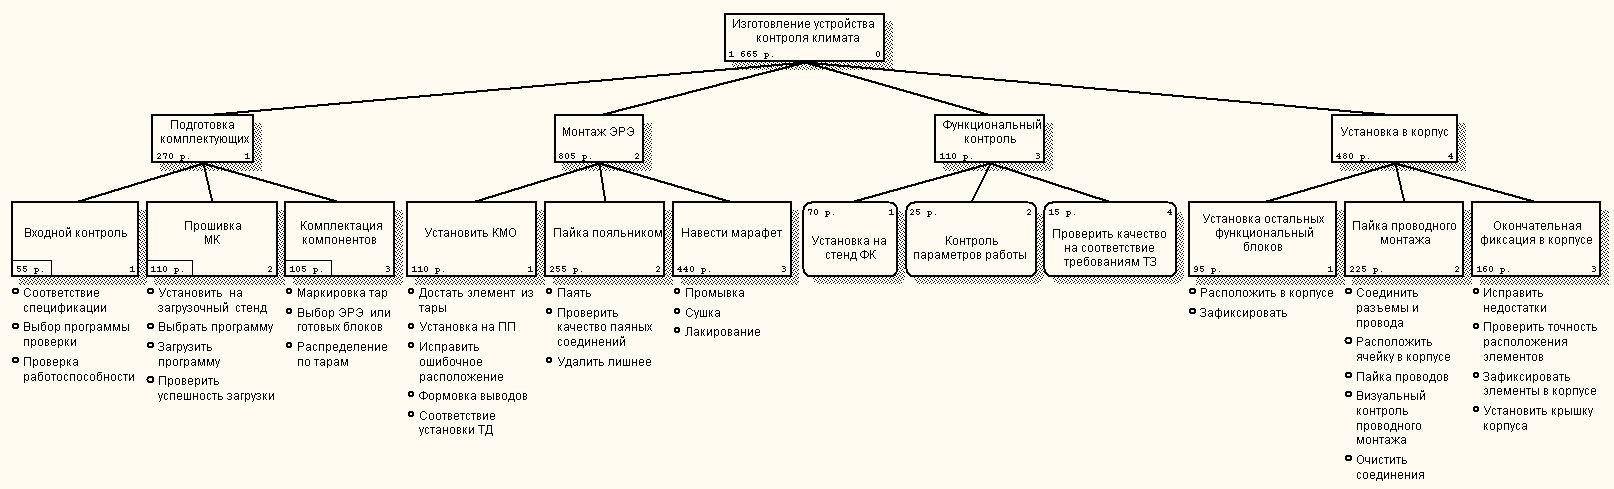 Изготовление устройства
контроля климата
1 665 р. 0
Подготовка
комплектующих
270 р. 1
Монтаж ЭРЭ
805 р. 2
Функциональный
контроль
110 р. 3
Установка в корпус
480 р. 4
Входной контроль
55 р. 1
Соответствие
спецификации
Выбор программы
проверки
Проверка
работоспособности
Прошивка
МК
110 р. 2
Установить на
загрузочный стенд
Выбрать программу
Загрузить
программу
Проверить
успешность загрузки
Комплектация
компонентов
105 р. 3
Маркировка тар
Выбор ЭРЭ или
готовых блоков
Распределение
по тарам
Установить КМО
110 р. 1
Достать элемент из
тары
Установка на ПП
Исправить
ошибочное
расположение
Формовка выводов
Соответствие
установки ТД
Пайка пояльником
255 р. 2
Паять
Проверить
качество паяных
соединений
Удалить лишнее
Навести марафет
440 р. 3
Промывка
Сушка
Лакирование
70 р. 1
Установка на
стенд ФК
25 р. 2
Контроль
параметров работы
15 р. 4
Проверить качество
на соответствие
требованиям ТЗ
Установка остальных
функциональный
блоков
95 р. 1
Расположить в корпусе
Зафиксировать
Пайка проводного
монтажа
225 р. 2
Соединить
разъемы и
провода
Расположить
ячейку в корпусе
Пайка проводов
Визуальный
контроль
проводного
монтажа
Очистить
соединения
Окончательная
фиксация в корпусе
160 р. 3
Исправить
недостатки
Проверить точность
расположения
элементов
Зафиксировать
элементы в корпусе
Установить крышку
корпуса